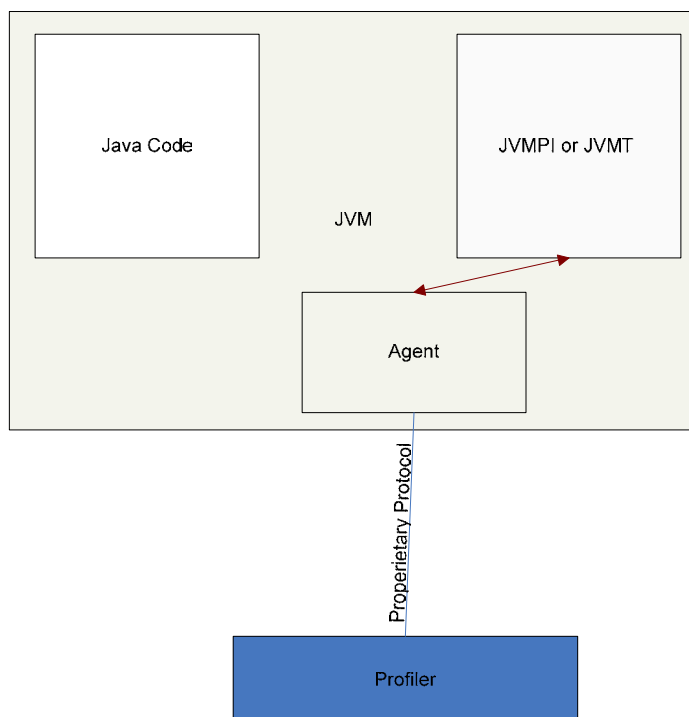 Java Code
JVMPI or JVMT
JVM
Agent
Properietary Protocol
Profiler